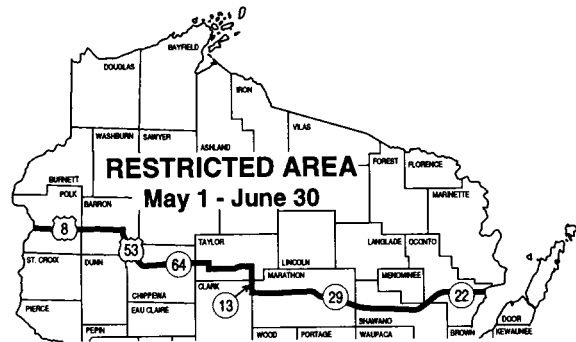 BAYFIELD
DOUGLAS
IRON
VILAS
WASHBURN SAWYER
ASHLAND
FOREST FLORENCE
RESTRICTED AREA
BURNETT
May 1 - June 30
POLK
BARRON
MARINETTE
8
53
TAYLOR
LANGLADE OCONTO
ST. CROIX
DUNN
64
LINCOLN
MARATHON
MENOMINEE
CLARK
CHIPPEWA
13
29
22
PIERCE
EAU CLAIRE
SHAWANO
DOOR
PEPIN
WOOD PORTAGE WAUPACA
BROWN
KEWAUNEE